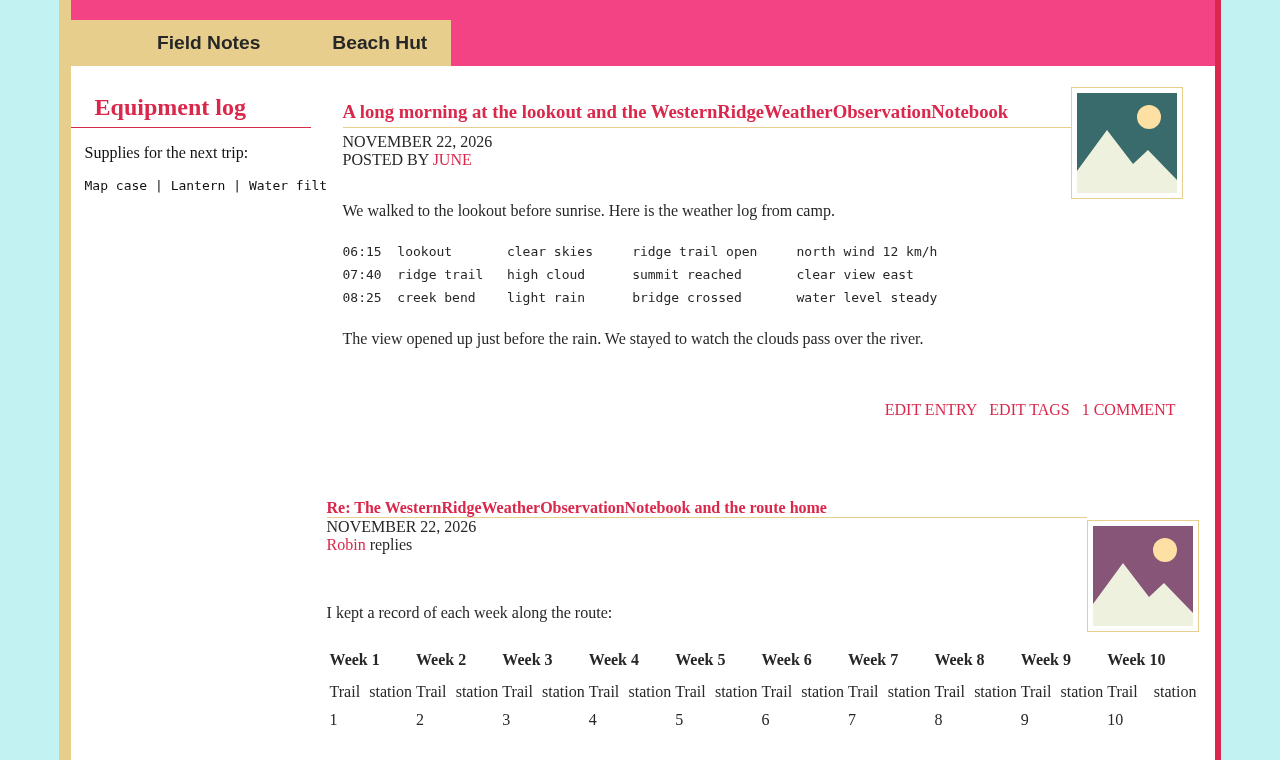 Field Notes Beach Hut
Equipment log
Supplies for the next trip:
Map case | Lantern | Water filt
A long morning at the lookout and the WesternRidgeWeatherObservationNotebook
NOVEMBER 22, 2026
POSTED BY JUNE
We walked to the lookout before sunrise. Here is the weather log from camp.
06:15 lookout clear skies ridge trail open north wind 12 km/h
07:40 ridge trail high cloud summit reached clear view east
08:25 creek bend light rain bridge crossed water level steady
The view opened up just before the rain. We stayed to watch the clouds pass over the river.
EDIT ENTRY EDIT TAGS 1 COMMENT
Re: The WesternRidgeWeatherObservationNotebook and the route home
NOVEMBER 22, 2026
Robin replies
I kept a record of each week along the route:
Week 1 Week 2 Week 3 Week 4 Week 5 Week 6 Week 7 Week 8 Week 9 Week 10
Trail station Trail station Trail station Trail station Trail station Trail station Trail station Trail station Trail station Trail station
1 2 3 4 5 6 7 8 9 10